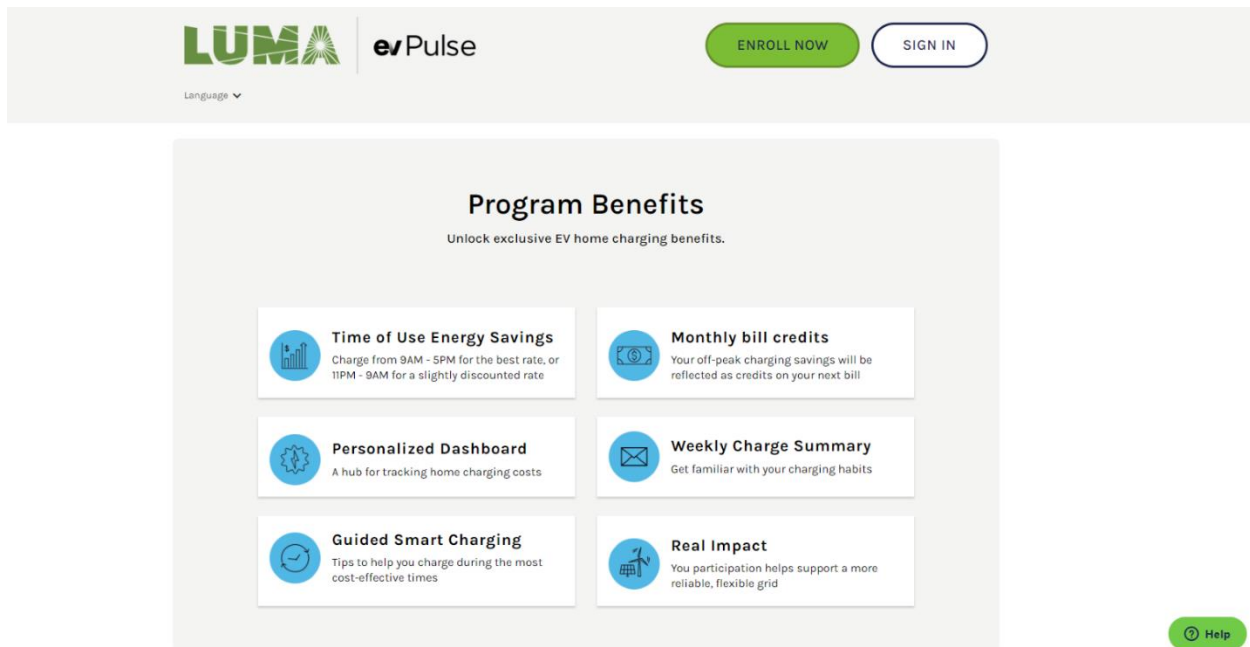 LUMA
evPulse
ENROLL NOW
SIGN IN
Language
Program Benefits
Unlock exclusive EV home charging benefits.
Time of Use Energy Savings
Charge from 9AM - 5PM for the best rate, or
11PM - 9AM for a slightly discounted rate
Monthly bill credits
Your off-peak charging savings will be
reflected as credits on your next bill
Personalized Dashboard
A hub for tracking home charging costs
Weekly Charge Summary
Get familiar with your charging habits
Guided Smart Charging
Tips to help you charge during the most
cost-effective times
Real Impact
You participation helps support a more
reliable, flexible grid
Help